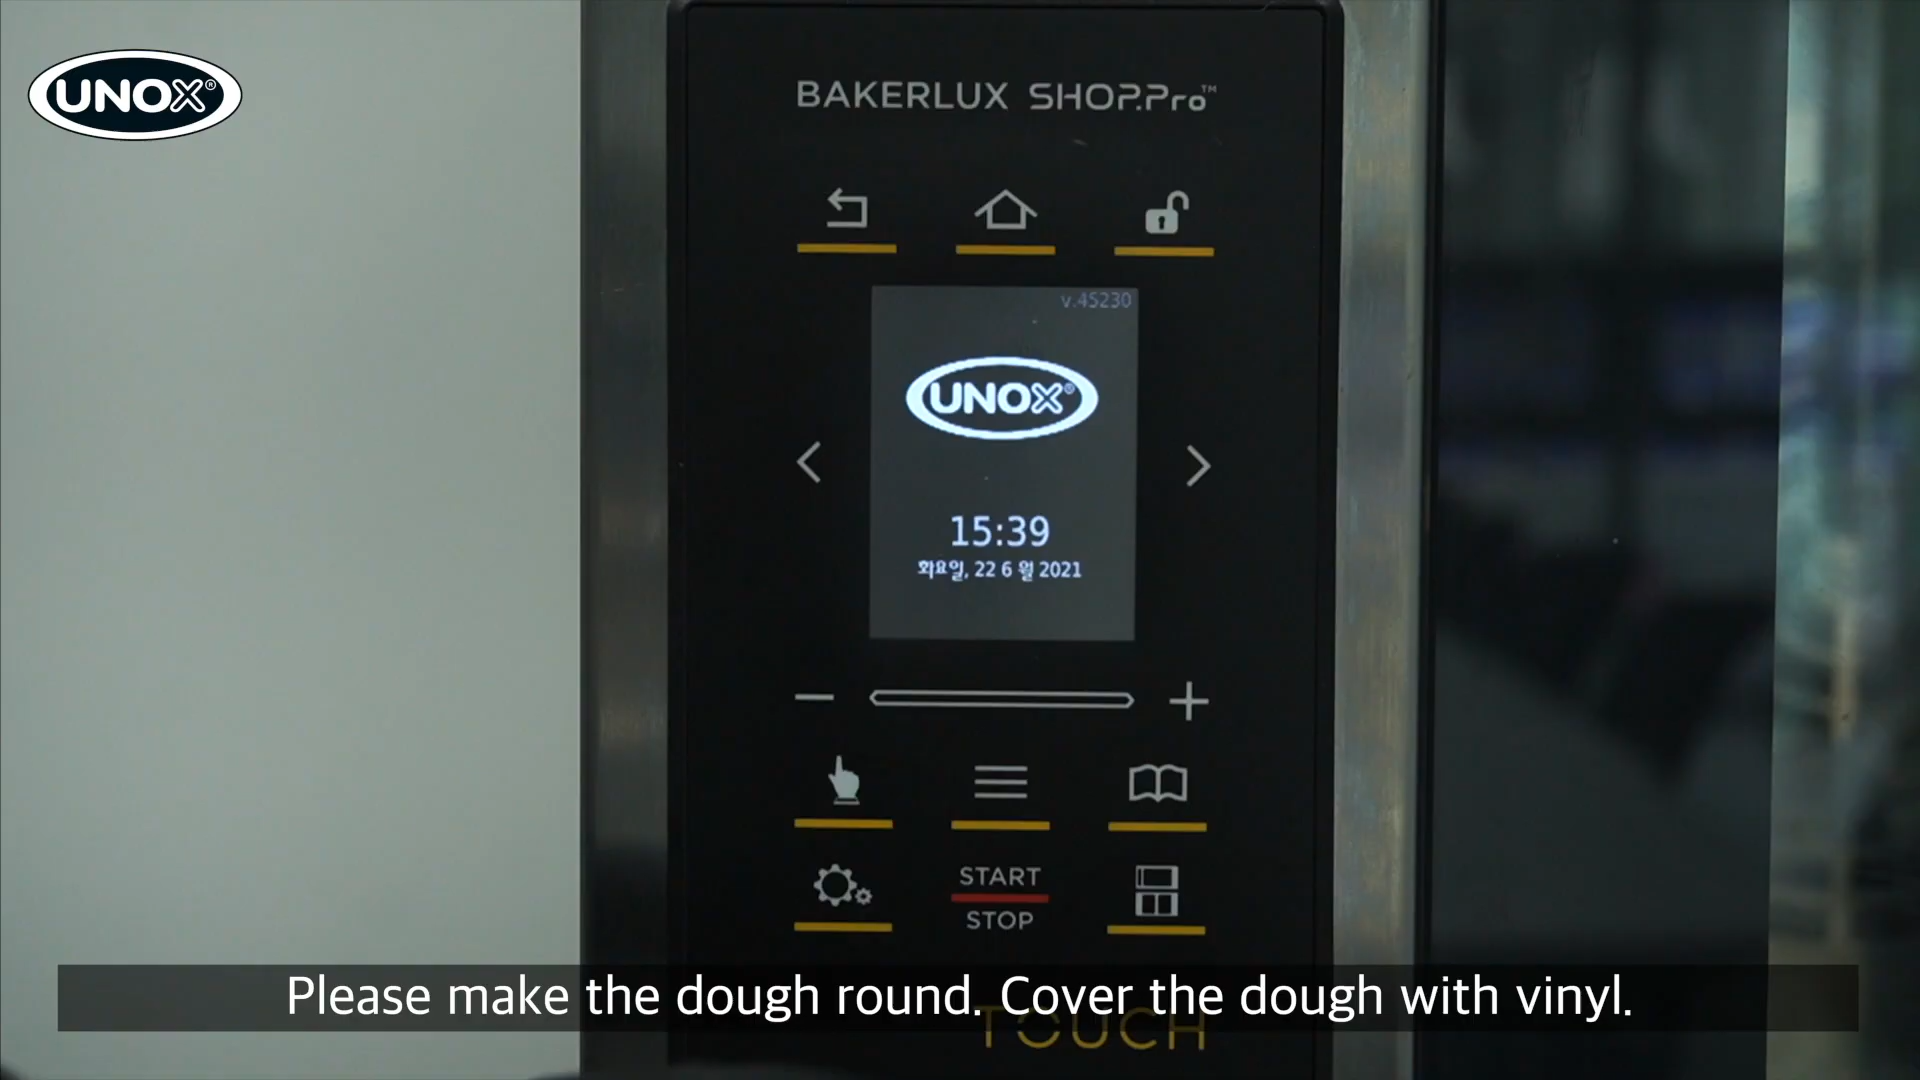 UNOX®
BAKERLUX SHOP.Pro™
v.45230
UNOX®
15:39
화요일, 22 6 월 2021
START
STOP
Please make the dough round. Cover the dough with vinyl.
TOUCH